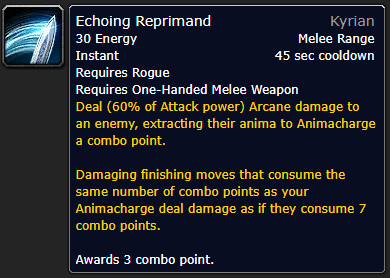 Echoing Reprimand Kyrian
30 Energy Melee Range
Instant 45 sec cooldown
Requires Rogue
Requires One-Handed Melee Weapon
Deal (60% of Attack power) Arcane damage to
an enemy, extracting their anima to Animacharge
a combo point.
Damaging finishing moves that consume the
same number of combo points as your
Animacharge deal damage as if they consume 7
combo points.
Awards 3 combo point.